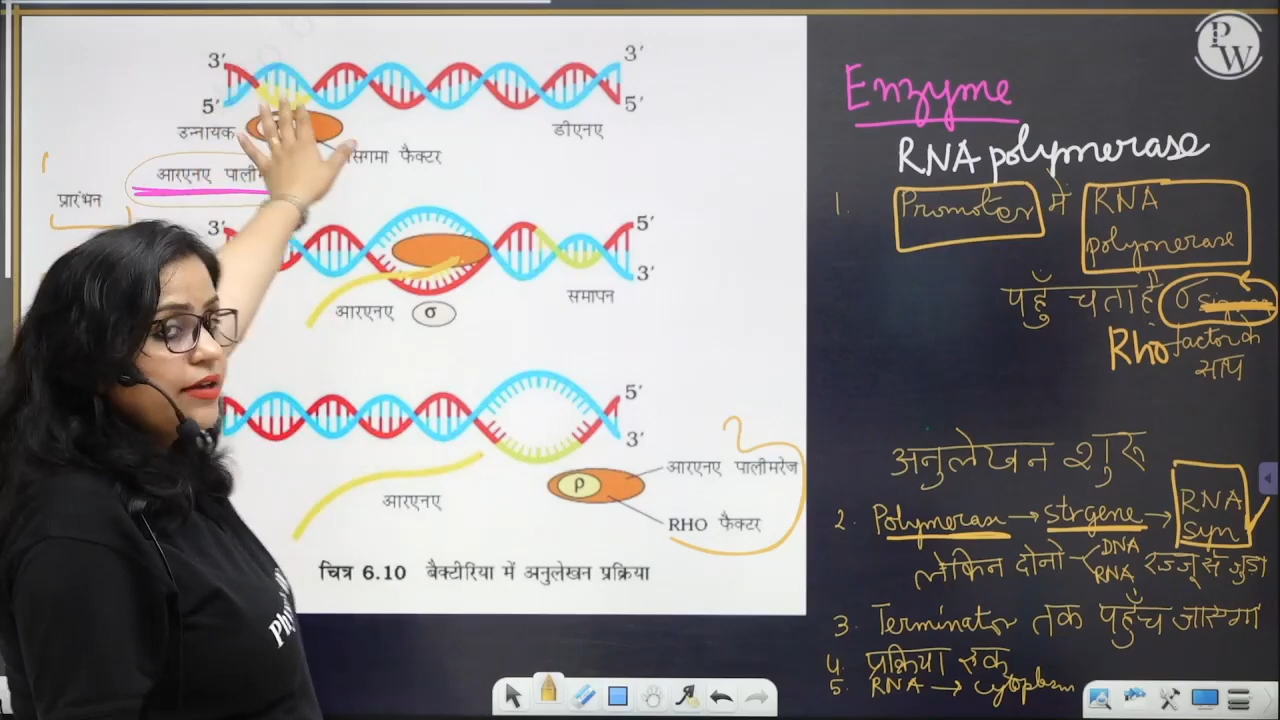 3′
3′
5′
5′
उन्नायक
डीएनए
सिगमा फैक्टर
आरएनए पालीम
प्रारंभन
3′
5′
3′
समापन
आरएनए
σ
5′
3′
आरएनए पालीमरेज
ρ
आरएनए
RHO फैक्टर
चित्र 6.10 बैक्टीरिया में अनुलेखन प्रक्रिया
PW
Enzyme
RNA polymerase
1. Promoter में RNA
polymerase
पहुँचता है σ
Rho factor के
साथ
अनुलेखन शुरू
2. Polymerase → str gene → RNA
syn
लेकिन दोनो DNA RNA रज्जू से जुड़ा
3. Terminator तक पहुँच जाएगा
4. प्रक्रिया रुक
5. RNA → cytoplasm